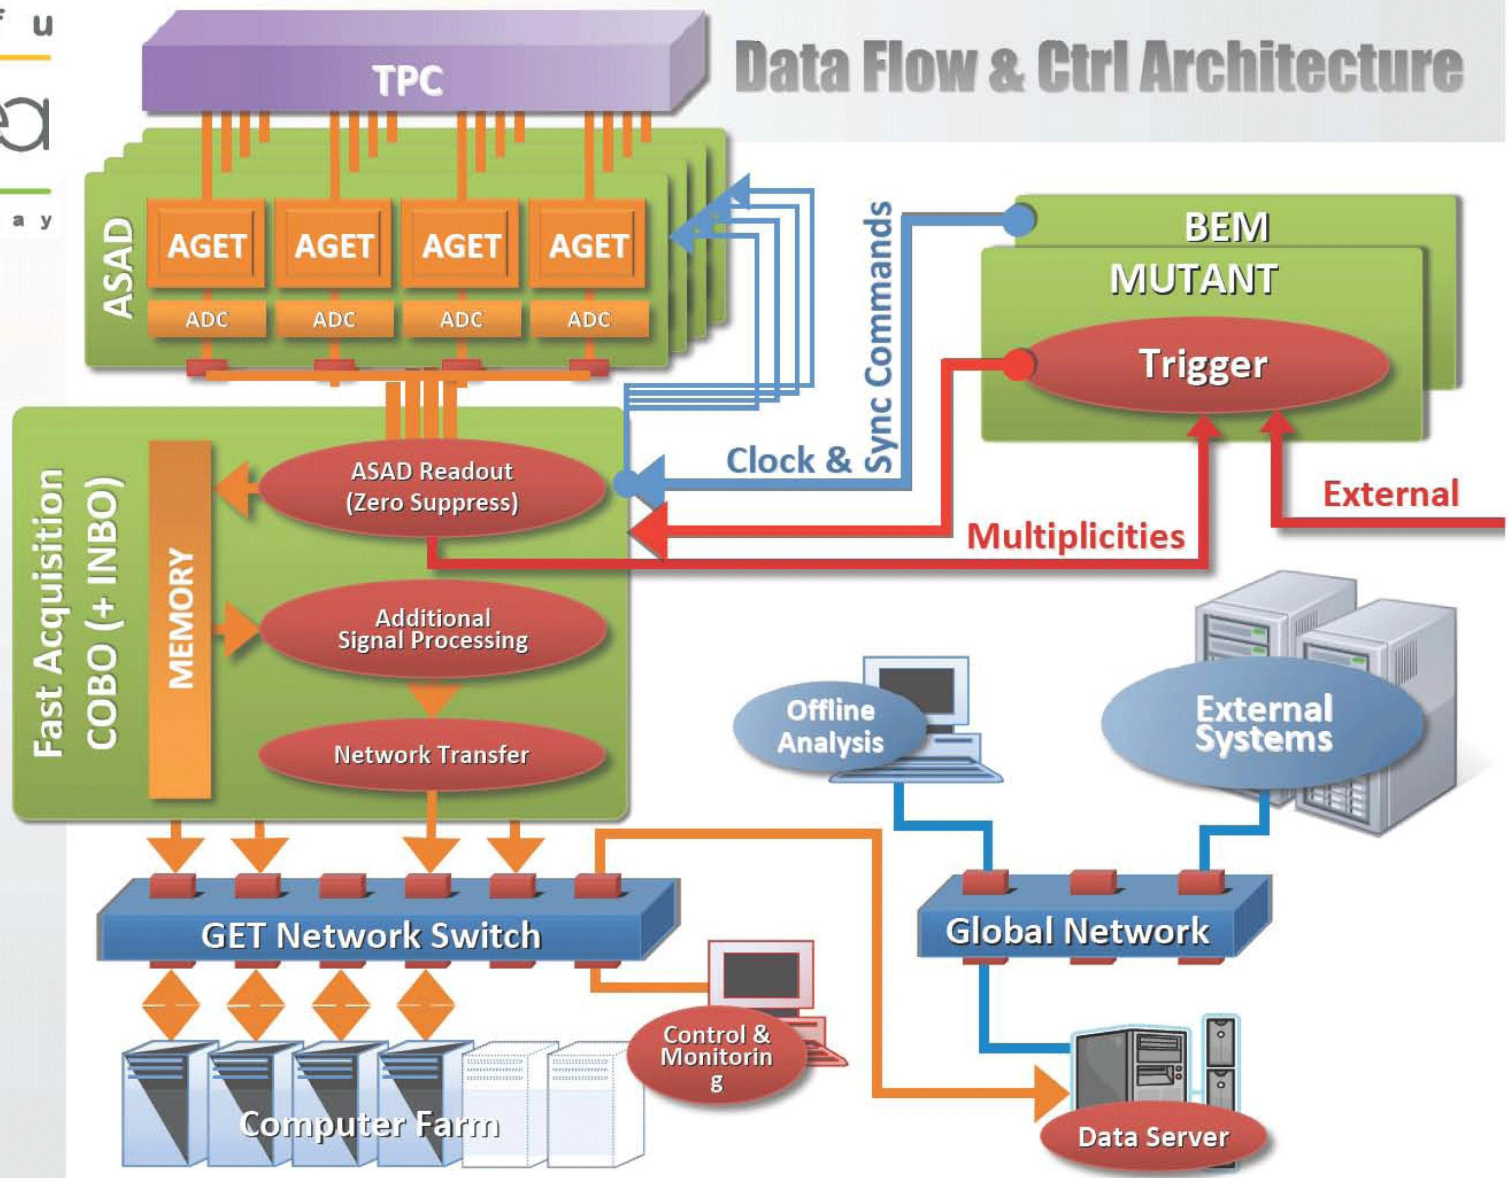 f u
ea
a y
Data Flow & Ctrl Architecture
TPC
ASAD
AGET
AGET
AGET
AGET
ADC
ADC
ADC
ADC
BEM
MUTANT
Trigger
Clock &
Sync Commands
Multiplicities
External
Fast Acquisition
COBO (+ INBO)
MEMORY
ASAD Readout
(Zero Suppress)
Additional
Signal Processing
Network Transfer
Offline
Analysis
External
Systems
GET Network Switch
Global Network
Control &
Monitorin
g
Computer Farm
Data Server